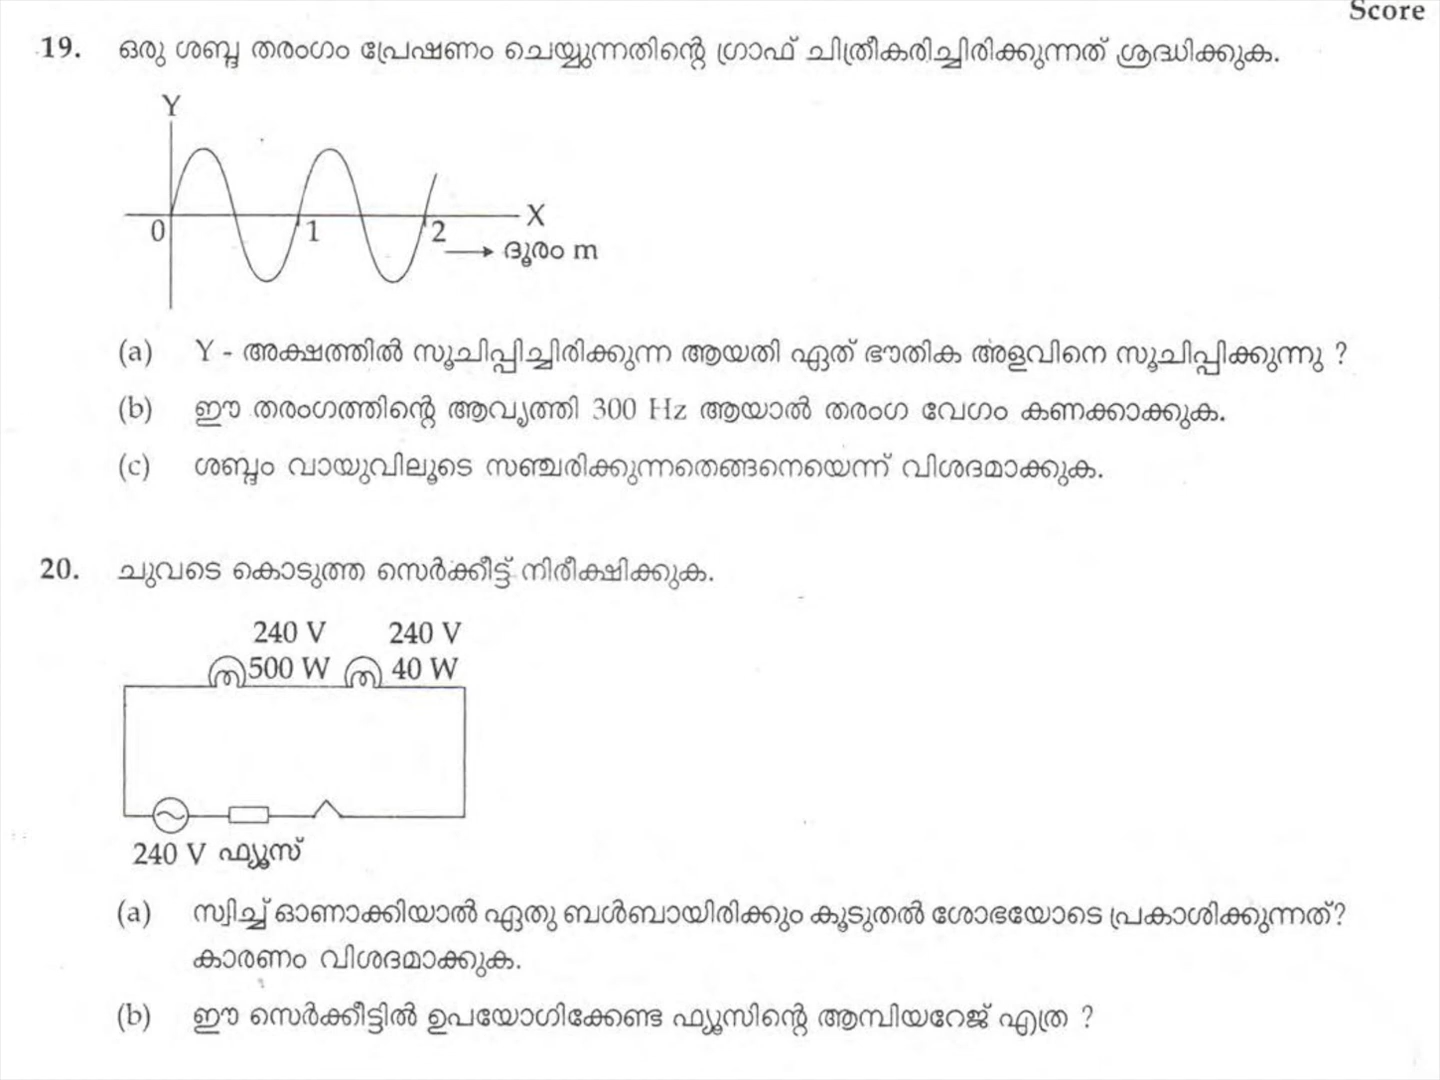 Score
19. ഒരു ശബ്ദ തരംഗം പ്രേഷണം ചെയ്യുന്നതിന്റെ ഗ്രാഫ് ചിത്രീകരിച്ചിരിക്കുന്നത് ശ്രദ്ധിക്കുക.
Y
0 1 2 X
ദൂരം m
(a) Y - അക്ഷത്തിൽ സൂചിപ്പിച്ചിരിക്കുന്ന ആയതി ഏത് ഭൗതിക അളവിനെ സൂചിപ്പിക്കുന്നു ?
(b) ഈ തരംഗത്തിന്റെ ആവൃത്തി 300 Hz ആയാൽ തരംഗ വേഗം കണക്കാക്കുക.
(c) ശബ്ദം വായുവിലൂടെ സഞ്ചരിക്കുന്നതെങ്ങനെയെന്ന് വിശദമാക്കുക.
20. ചുവടെ കൊടുത്ത സെർക്കീട്ട് നിരീക്ഷിക്കുക.
240 V 240 V
500 W 40 W
240 V ഫ്യൂസ്
(a) സ്വിച്ച് ഓണാക്കിയാൽ ഏതു ബൾബായിരിക്കും കൂടുതൽ ശോഭയോടെ പ്രകാശിക്കുന്നത്?
കാരണം വിശദമാക്കുക.
(b) ഈ സെർക്കീട്ടിൽ ഉപയോഗിക്കേണ്ട ഫ്യൂസിന്റെ ആമ്പിയറേജ് എത്ര ?